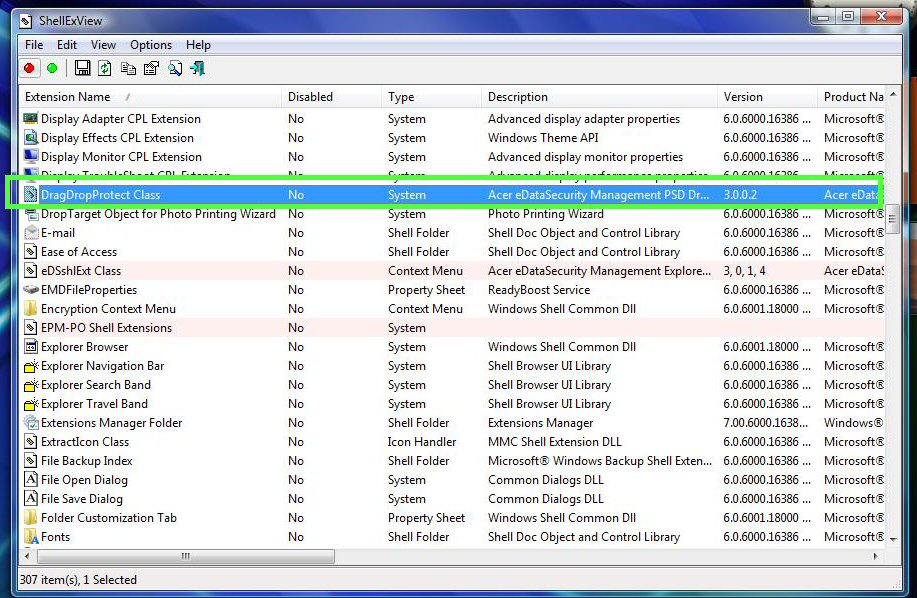 ShellExView
File Edit View Options Help
Extension Name / Disabled Type Description Version Product Na
Display Adapter CPL Extension No System Advanced display adapter properties 6.0.6000.16386 ... Microsoft®
Display Effects CPL Extension No System Windows Theme API 6.0.6000.16386 ... Microsoft®
Display Monitor CPL Extension No System Advanced display monitor properties 6.0.6000.16386 ... Microsoft®
Display TroubleShoot CPL Extension No System Advanced display performance properties 6.0.6000.16386 ... Microsoft®
DragDropProtect Class No System Acer eDataSecurity Management PSD Dr... 3.0.0.2 Acer eData
DropTarget Object for Photo Printing Wizard No System Photo Printing Wizard 6.0.6000.16386 ... Microsoft®
E-mail No Shell Folder Shell Doc Object and Control Library 6.0.6000.16386 ... Microsoft®
Ease of Access No Shell Folder Shell Doc Object and Control Library 6.0.6000.16386 ... Microsoft®
eDSshlExt Class No Context Menu Acer eDataSecurity Management Explore... 3, 0, 1, 4 Acer eDataS
EMDFileProperties No Property Sheet ReadyBoost Service 6.0.6000.16386 ... Microsoft®
Encryption Context Menu No Context Menu Windows Shell Common Dll 6.0.6001.18000 ... Microsoft®
EPM-PO Shell Extensions No System
Explorer Browser No System Windows Shell Common Dll 6.0.6001.18000 ... Microsoft®
Explorer Navigation Bar No System Shell Browser UI Library 6.0.6000.16386 ... Microsoft®
Explorer Search Band No System Shell Browser UI Library 6.0.6000.16386 ... Microsoft®
Explorer Travel Band No System Shell Browser UI Library 6.0.6000.16386 ... Microsoft®
Extensions Manager Folder No Shell Folder Extensions Manager 7.00.6000.1638... Windows®
ExtractIcon Class No Icon Handler MMC Shell Extension DLL 6.0.6000.16386 ... Microsoft®
File Backup Index No Shell Folder Microsoft® Windows Backup Shell Exten... 6.0.6000.16386 ... Microsoft®
File Open Dialog No System Common Dialogs DLL 6.0.6000.16386 ... Microsoft®
File Save Dialog No System Common Dialogs DLL 6.0.6000.16386 ... Microsoft®
Folder Customization Tab No Property Sheet Windows Shell Common Dll 6.0.6001.18000 ... Microsoft®
Fonts No Shell Folder Shell Doc Object and Control Library 6.0.6000.16386 ... Microsoft®
307 item(s), 1 Selected